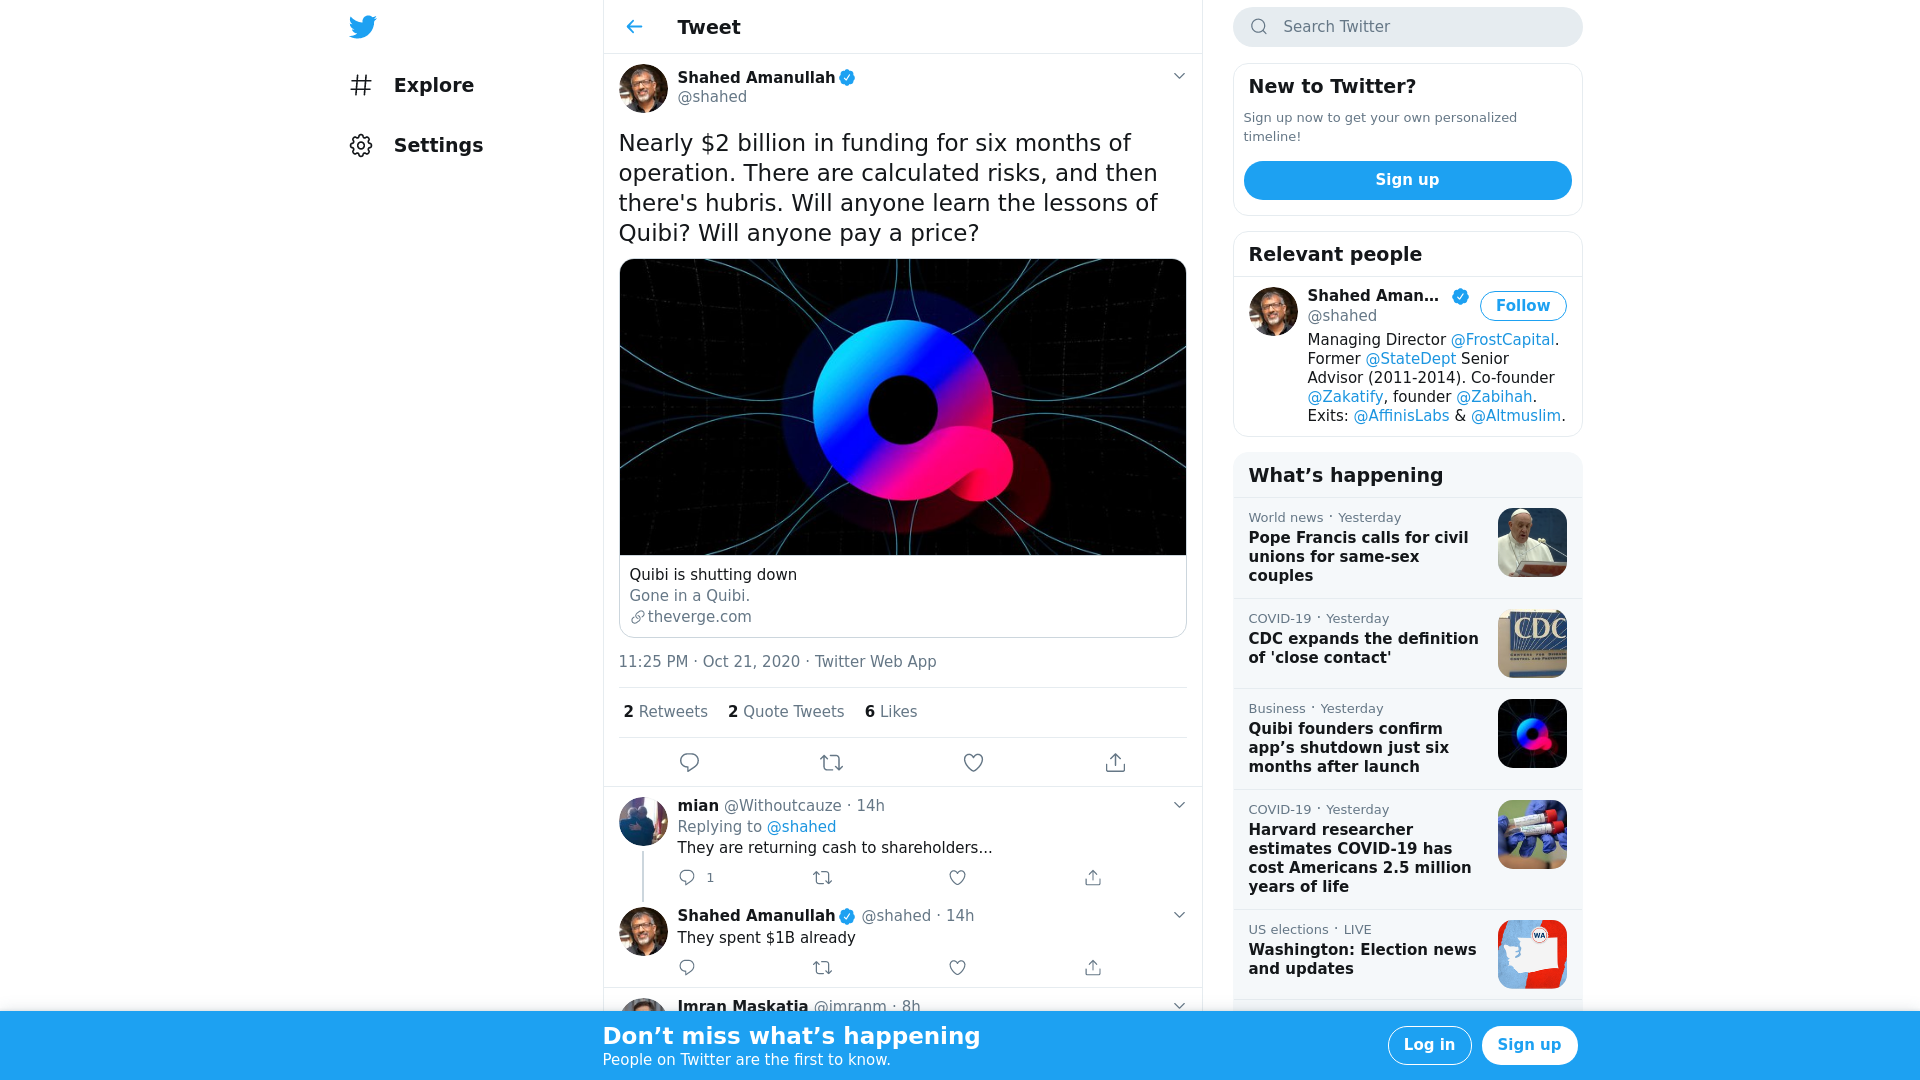 Explore
Settings
Tweet
Shahed Amanullah
@shahed
Nearly $2 billion in funding for six months of
operation. There are calculated risks, and then
there's hubris. Will anyone learn the lessons of
Quibi? Will anyone pay a price?
Quibi is shutting down
Gone in a Quibi.
theverge.com
11:25 PM · Oct 21, 2020 · Twitter Web App
2 Retweets 2 Quote Tweets 6 Likes
mian @Withoutcauze · 14h
Replying to @shahed
They are returning cash to shareholders...
1
Shahed Amanullah @shahed · 14h
They spent $1B already
Imran Maskatia @imranm · 8h
Search Twitter
New to Twitter?
Sign up now to get your own personalized
timeline!
Sign up
Relevant people
Shahed Aman...
@shahed
Follow
Managing Director @FrostCapital.
Former @StateDept Senior
Advisor (2011-2014). Co-founder
@Zakatify, founder @Zabihah.
Exits: @AffinisLabs & @Altmuslim.
What’s happening
World news · Yesterday
Pope Francis calls for civil
unions for same-sex
couples
COVID-19 · Yesterday
CDC expands the definition
of 'close contact'
CDC
Business · Yesterday
Quibi founders confirm
app’s shutdown just six
months after launch
COVID-19 · Yesterday
Harvard researcher
estimates COVID-19 has
cost Americans 2.5 million
years of life
US elections · LIVE
Washington: Election news
and updates
WA
Don’t miss what’s happening
People on Twitter are the first to know.
Log in
Sign up